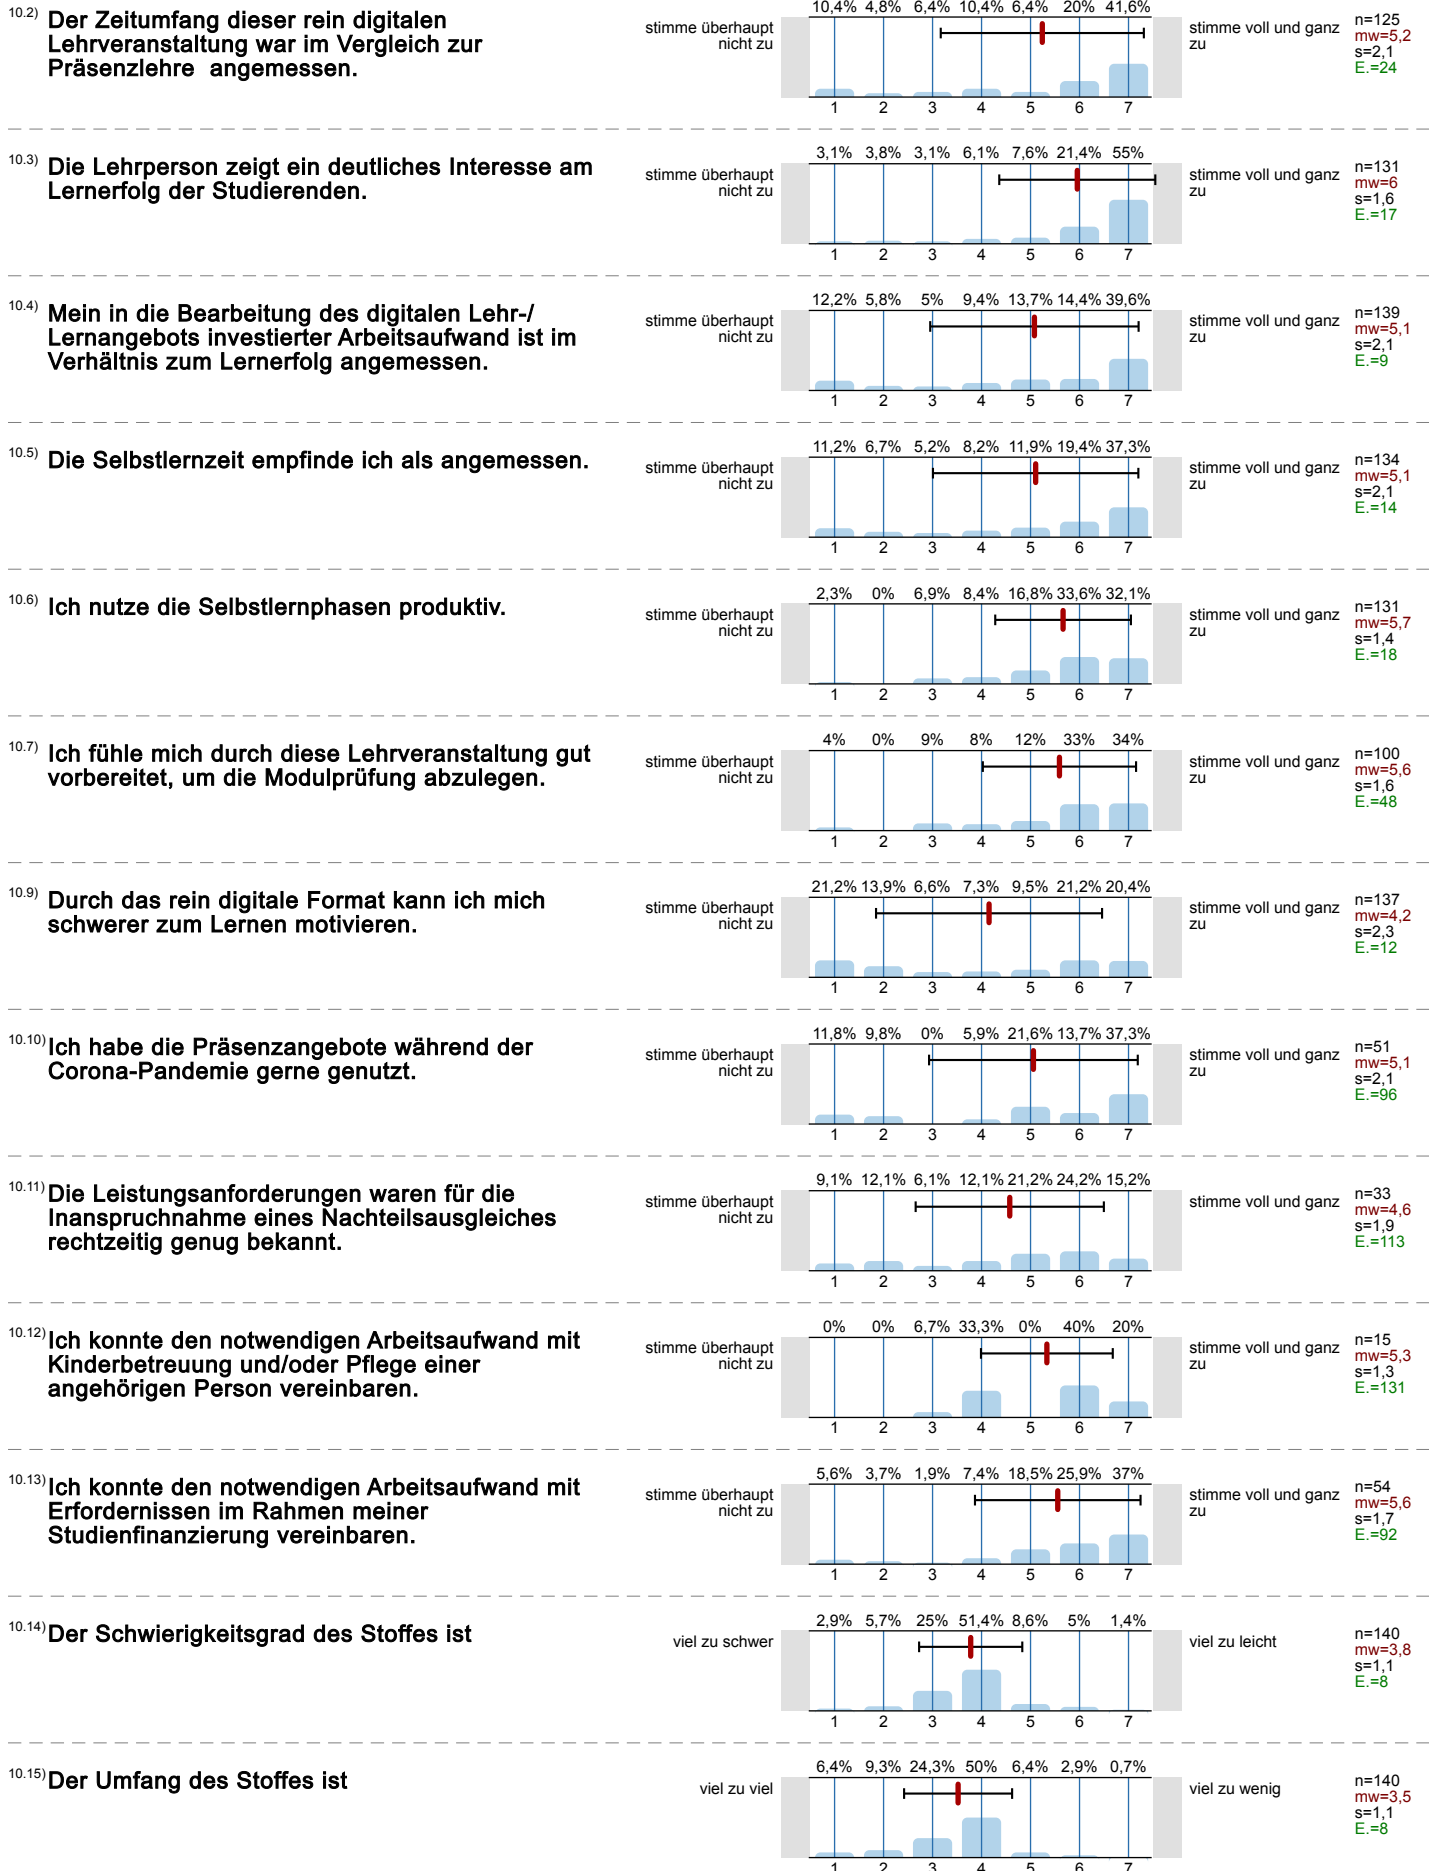 10.2) Der Zeitumfang dieser rein digitalen
Lehrveranstaltung war im Vergleich zur
Präsenzlehre angemessen.
stimme überhaupt
nicht zu
10,4% 4,8% 6,4% 10,4% 6,4% 20% 41,6%
1 2 3 4 5 6 7
stimme voll und ganz
zu
n=125
mw=5,2
s=2,1
E.=24
10.3) Die Lehrperson zeigt ein deutliches Interesse am
Lernerfolg der Studierenden.
stimme überhaupt
nicht zu
3,1% 3,8% 3,1% 6,1% 7,6% 21,4% 55%
1 2 3 4 5 6 7
stimme voll und ganz
zu
n=131
mw=6
s=1,6
E.=17
10.4) Mein in die Bearbeitung des digitalen Lehr-/
Lernangebots investierter Arbeitsaufwand ist im
Verhältnis zum Lernerfolg angemessen.
stimme überhaupt
nicht zu
12,2% 5,8% 5% 9,4% 13,7% 14,4% 39,6%
1 2 3 4 5 6 7
stimme voll und ganz
zu
n=139
mw=5,1
s=2,1
E.=9
10.5) Die Selbstlernzeit empfinde ich als angemessen.
stimme überhaupt
nicht zu
11,2% 6,7% 5,2% 8,2% 11,9% 19,4% 37,3%
1 2 3 4 5 6 7
stimme voll und ganz
zu
n=134
mw=5,1
s=2,1
E.=14
10.6) Ich nutze die Selbstlernphasen produktiv.
stimme überhaupt
nicht zu
2,3% 0% 6,9% 8,4% 16,8% 33,6% 32,1%
1 2 3 4 5 6 7
stimme voll und ganz
zu
n=131
mw=5,7
s=1,4
E.=18
10.7) Ich fühle mich durch diese Lehrveranstaltung gut
vorbereitet, um die Modulprüfung abzulegen.
stimme überhaupt
nicht zu
4% 0% 9% 8% 12% 33% 34%
1 2 3 4 5 6 7
stimme voll und ganz
zu
n=100
mw=5,6
s=1,6
E.=48
10.9) Durch das rein digitale Format kann ich mich
schwerer zum Lernen motivieren.
stimme überhaupt
nicht zu
21,2% 13,9% 6,6% 7,3% 9,5% 21,2% 20,4%
1 2 3 4 5 6 7
stimme voll und ganz
zu
n=137
mw=4,2
s=2,3
E.=12
10.10) Ich habe die Präsenzangebote während der
Corona-Pandemie gerne genutzt.
stimme überhaupt
nicht zu
11,8% 9,8% 0% 5,9% 21,6% 13,7% 37,3%
1 2 3 4 5 6 7
stimme voll und ganz
zu
n=51
mw=5,1
s=2,1
E.=96
10.11) Die Leistungsanforderungen waren für die
Inanspruchnahme eines Nachteilsausgleiches
rechtzeitig genug bekannt.
stimme überhaupt
nicht zu
9,1% 12,1% 6,1% 12,1% 21,2% 24,2% 15,2%
1 2 3 4 5 6 7
stimme voll und ganz
n=33
mw=4,6
s=1,9
E.=113
10.12) Ich konnte den notwendigen Arbeitsaufwand mit
Kinderbetreuung und/oder Pflege einer
angehörigen Person vereinbaren.
stimme überhaupt
nicht zu
0% 0% 6,7% 33,3% 0% 40% 20%
1 2 3 4 5 6 7
stimme voll und ganz
zu
n=15
mw=5,3
s=1,3
E.=131
10.13) Ich konnte den notwendigen Arbeitsaufwand mit
Erfordernissen im Rahmen meiner
Studienfinanzierung vereinbaren.
stimme überhaupt
nicht zu
5,6% 3,7% 1,9% 7,4% 18,5% 25,9% 37%
1 2 3 4 5 6 7
stimme voll und ganz
zu
n=54
mw=5,6
s=1,7
E.=92
10.14) Der Schwierigkeitsgrad des Stoffes ist
viel zu schwer
2,9% 5,7% 25% 51,4% 8,6% 5% 1,4%
1 2 3 4 5 6 7
viel zu leicht
n=140
mw=3,8
s=1,1
E.=8
10.15) Der Umfang des Stoffes ist
viel zu viel
6,4% 9,3% 24,3% 50% 6,4% 2,9% 0,7%
1 2 3 4 5 6 7
viel zu wenig
n=140
mw=3,5
s=1,1
E.=8